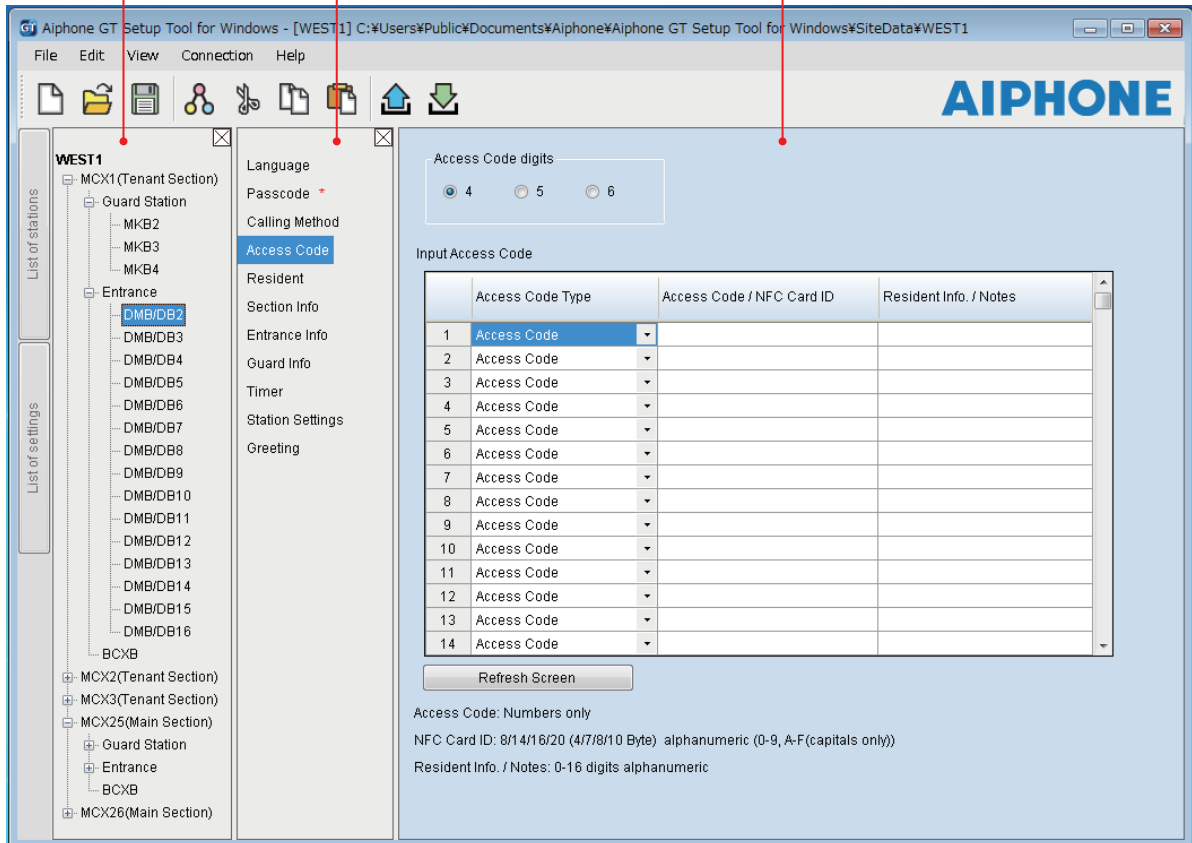 GT Aiphone GT Setup Tool for Windows - [WEST1] C:¥Users¥Public¥Documents¥Aiphone¥Aiphone GT Setup Tool for Windows¥SiteData¥WEST1
File Edit View Connection Help
AIPHONE
List of stations
List of settings
WEST1
MCX1(Tenant Section)
Guard Station
MKB2
MKB3
MKB4
Entrance
DMB/DB2
DMB/DB3
DMB/DB4
DMB/DB5
DMB/DB6
DMB/DB7
DMB/DB8
DMB/DB9
DMB/DB10
DMB/DB11
DMB/DB12
DMB/DB13
DMB/DB14
DMB/DB15
DMB/DB16
BCXB
MCX2(Tenant Section)
MCX3(Tenant Section)
MCX25(Main Section)
Guard Station
Entrance
BCXB
MCX26(Main Section)
Language
Passcode *
Calling Method
Access Code
Resident
Section Info
Entrance Info
Guard Info
Timer
Station Settings
Greeting
Access Code digits
4 5 6
Input Access Code
Access Code Type Access Code / NFC Card ID Resident Info. / Notes
1 Access Code
2 Access Code
3 Access Code
4 Access Code
5 Access Code
6 Access Code
7 Access Code
8 Access Code
9 Access Code
10 Access Code
11 Access Code
12 Access Code
13 Access Code
14 Access Code
Refresh Screen
Access Code: Numbers only
NFC Card ID: 8/14/16/20 (4/7/8/10 Byte) alphanumeric (0-9, A-F(capitals only))
Resident Info. / Notes: 0-16 digits alphanumeric